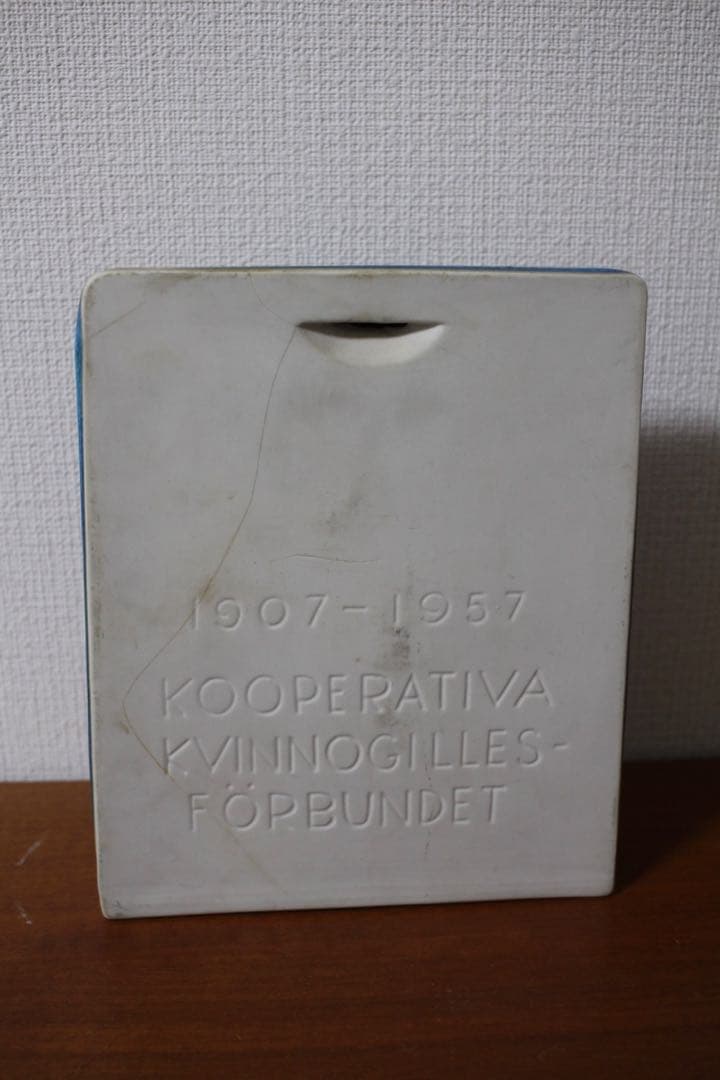 1907-1957
KOOPERATIVA
KVINNOGILLES-
FÖRBUNDET